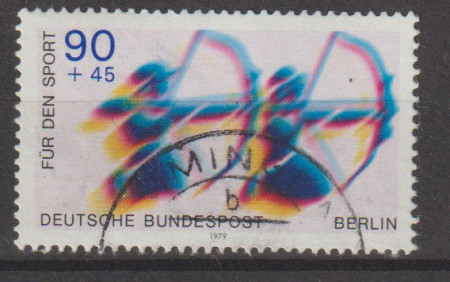 90
+ 45
FÜR DEN SPORT
b
DEUTSCHE BUNDESPOST BERLIN
1979